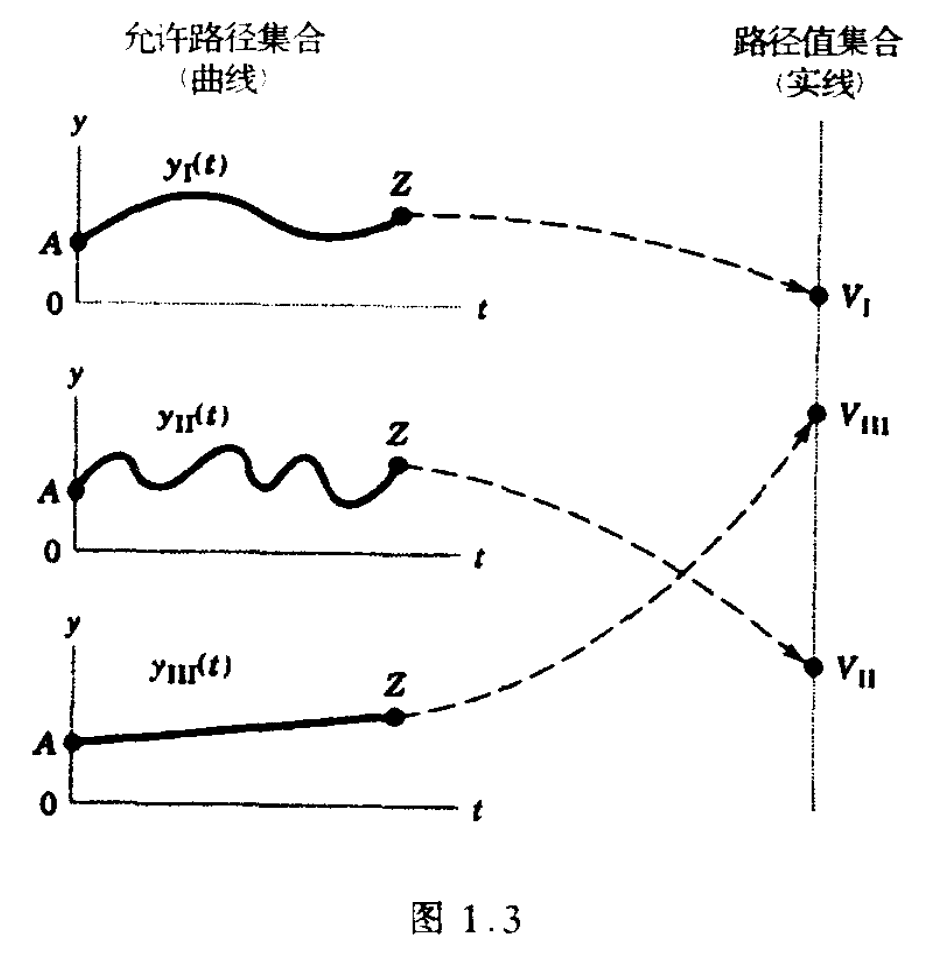 允许路径集合
(曲线)
路径值集合
(实线)
y
y_I(t)
Z
A
0
t
V_I
y
y_II(t)
Z
A
0
t
V_III
y
y_III(t)
Z
A
0
t
V_II
图 1.3